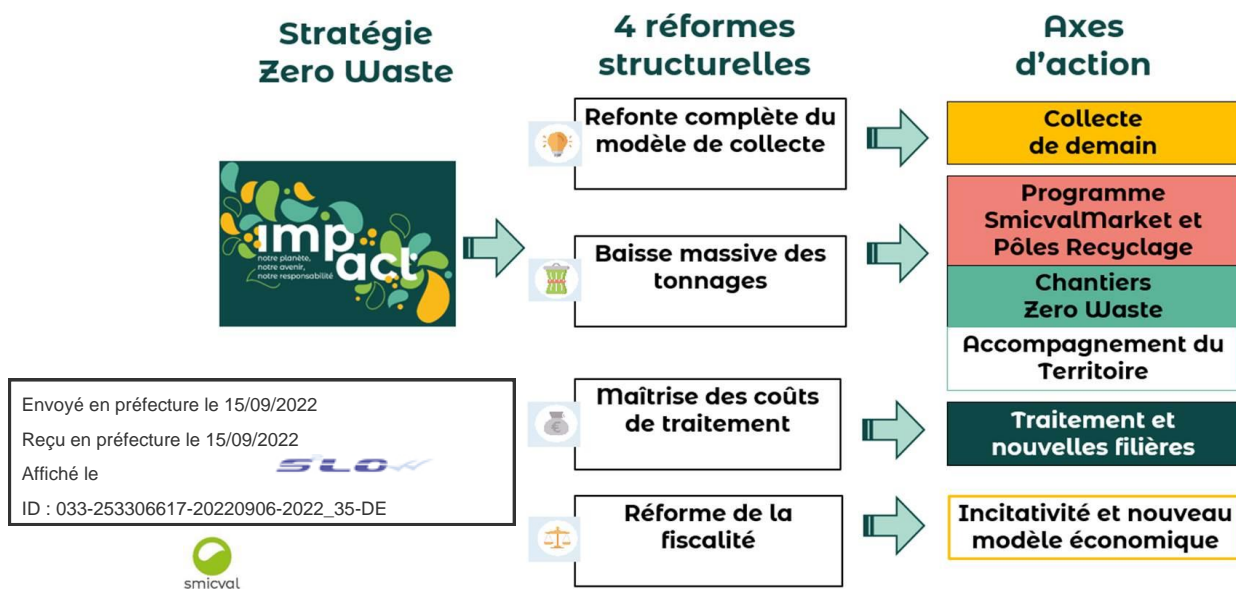 Stratégie
Zero Waste
4 réformes
structurelles
Axes
d'action
impact
notre planète,
notre avenir,
notre responsabilité
Refonte complète du
modèle de collecte
Collecte
de demain
Baisse massive des
tonnages
Programme
SmicvalMarket et
Pôles Recyclage
Chantiers
Zero Waste
Accompagnement du
Territoire
Maîtrise des coûts
de traitement
Traitement et
nouvelles filières
Réforme de la
fiscalité
Incitativité et nouveau
modèle économique
Envoyé en préfecture le 15/09/2022
Reçu en préfecture le 15/09/2022
Affiché le
S²LOW
ID : 033-253306617-20220906-2022_35-DE
smicval